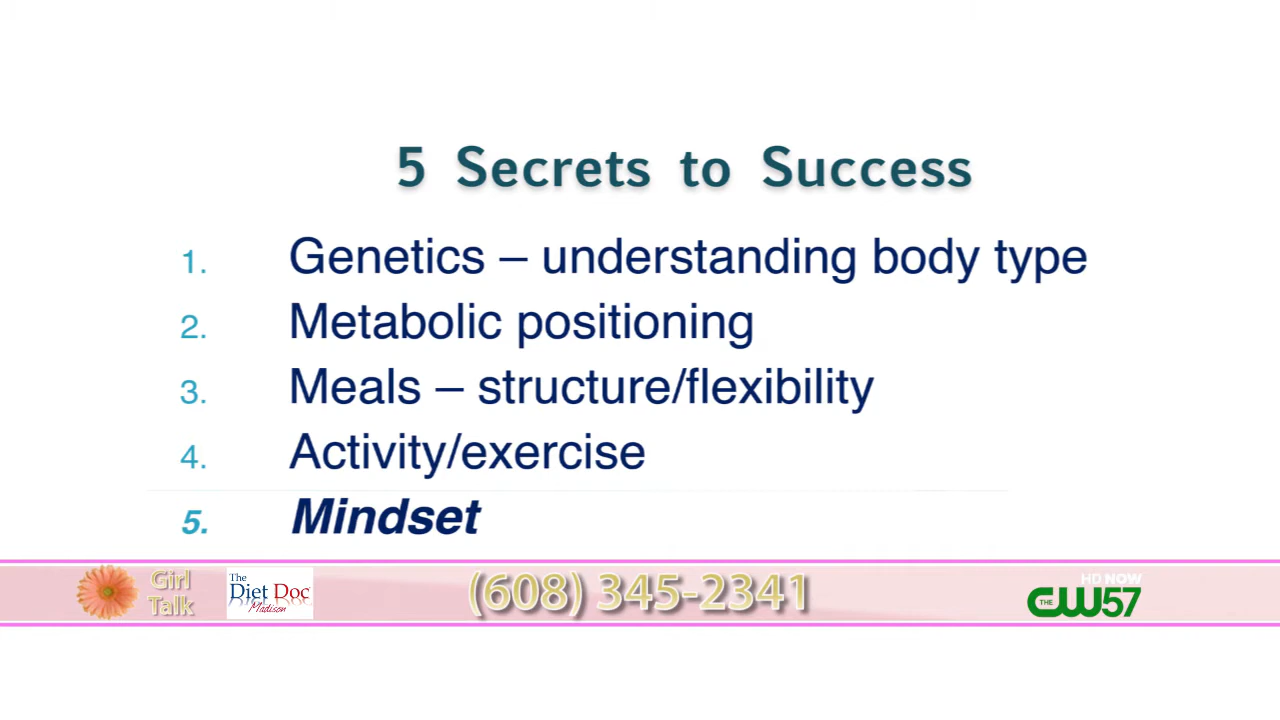 5 Secrets to Success
1. Genetics – understanding body type
2. Metabolic positioning
3. Meals – structure/flexibility
4. Activity/exercise
5. Mindset
Girl
Talk
The
Diet Doc
Madison
(608) 345-2341
HD NOW
THE CW57